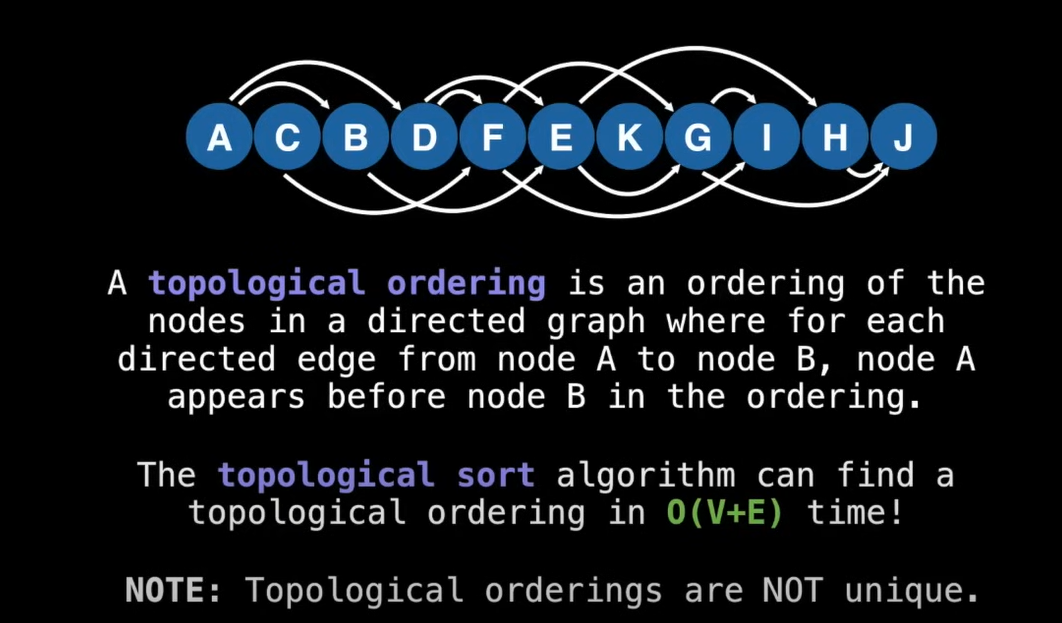 A C B D F E K G I H J
A topological ordering is an ordering of the
nodes in a directed graph where for each
directed edge from node A to node B, node A
appears before node B in the ordering.
The topological sort algorithm can find a
topological ordering in O(V+E) time!
NOTE: Topological orderings are NOT unique.